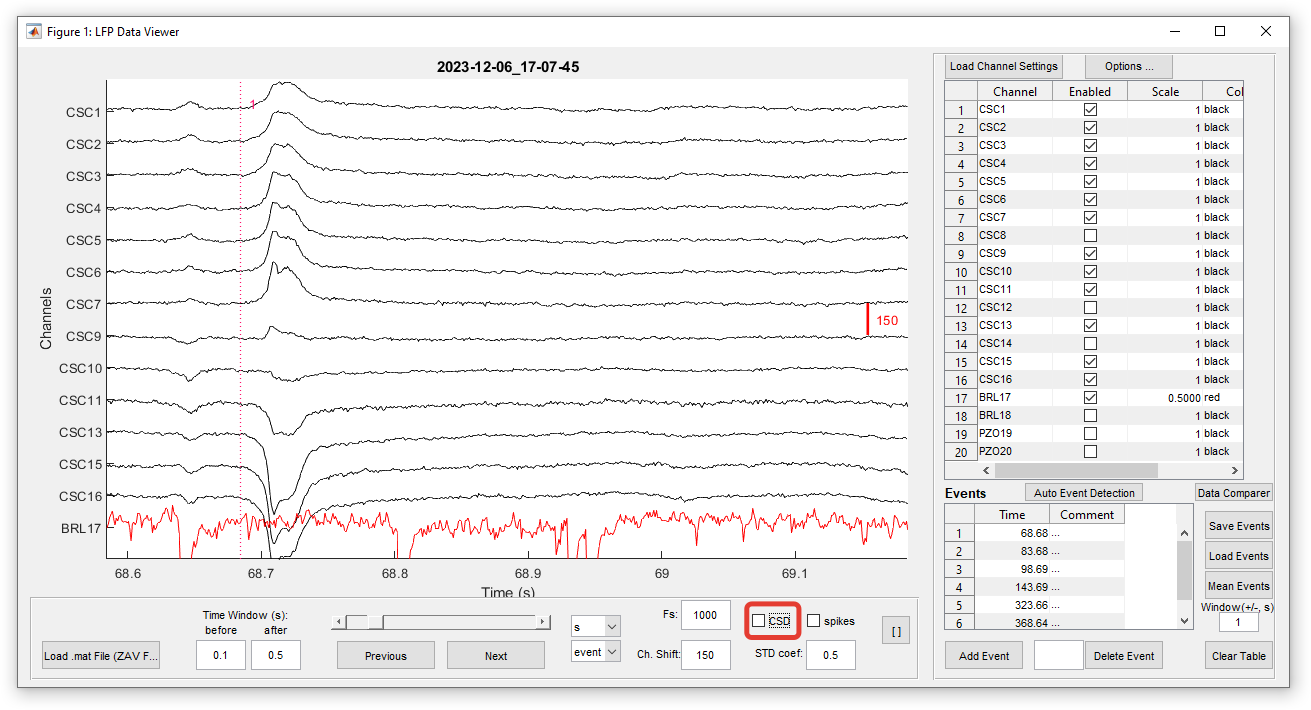 Figure 1: LFP Data Viewer
2023-12-06_17-07-45
Channels
CSC1
CSC2
CSC3
CSC4
CSC5
CSC6
CSC7
CSC9
CSC10
CSC11
CSC13
CSC15
CSC16
BRL17
1
150
68.6 68.7 68.8 68.9 69 69.1
Time (s)
Load Channel Settings Options ...
Channel Enabled Scale Col
1 CSC1 1 black
2 CSC2 1 black
3 CSC3 1 black
4 CSC4 1 black
5 CSC5 1 black
6 CSC6 1 black
7 CSC7 1 black
8 CSC8 1 black
9 CSC9 1 black
10 CSC10 1 black
11 CSC11 1 black
12 CSC12 1 black
13 CSC13 1 black
14 CSC14 1 black
15 CSC15 1 black
16 CSC16 1 black
17 BRL17 0.5000 red
18 BRL18 1 black
19 PZO19 1 black
20 PZO20 1 black
Events Auto Event Detection Data Comparer
Time Comment
1 68.68 ...
2 83.68 ...
3 98.69 ...
4 143.69 ...
5 323.66 ...
6 368.64 ...
Save Events
Load Events
Mean Events
Window(+/-, s)
1
Add Event Delete Event Clear Table
Time Window (s):
before after
Load .mat File (ZAV F... 0.1 0.5
Previous Next
s
event
Fs: 1000
Ch. Shift: 150
CSD spikes
STD coef: 0.5
[ ]